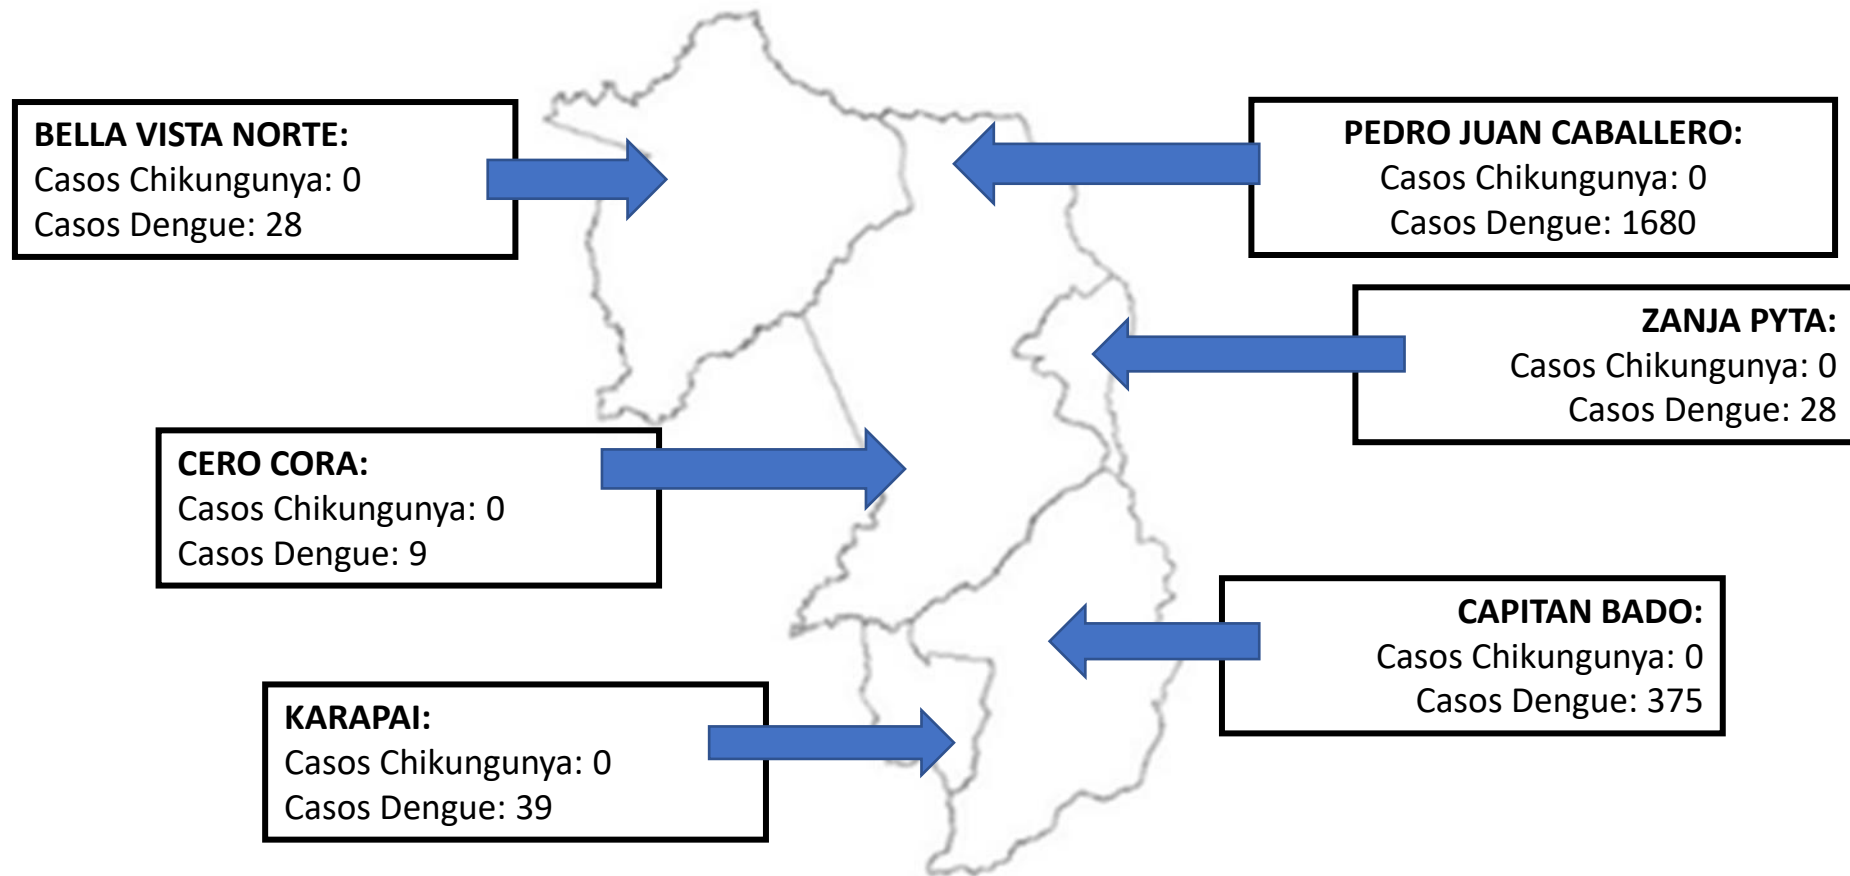 BELLA VISTA NORTE:
Casos Chikungunya: 0
Casos Dengue: 28
PEDRO JUAN CABALLERO:
Casos Chikungunya: 0
Casos Dengue: 1680
ZANJA PYTA:
Casos Chikungunya: 0
Casos Dengue: 28
CERO CORA:
Casos Chikungunya: 0
Casos Dengue: 9
CAPITAN BADO:
Casos Chikungunya: 0
Casos Dengue: 375
KARAPAI:
Casos Chikungunya: 0
Casos Dengue: 39